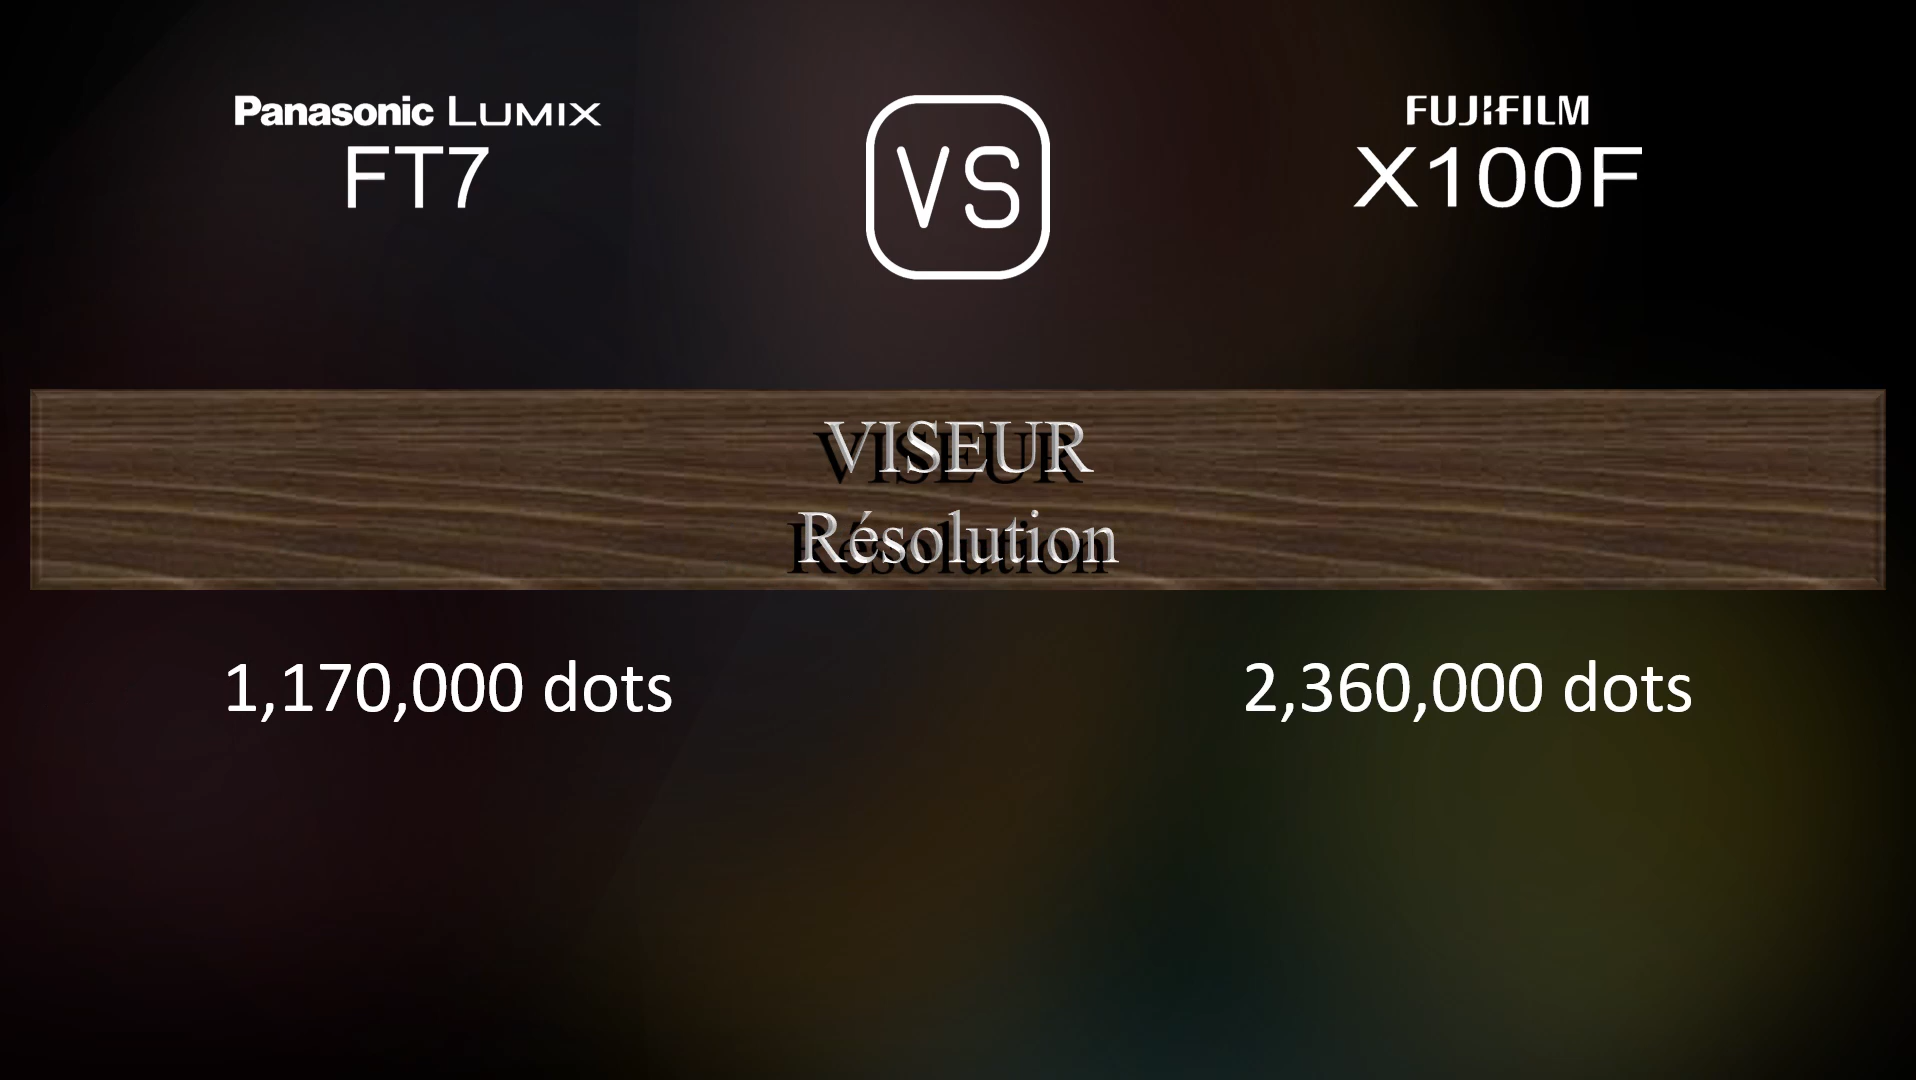 Panasonic LUMIX
FT7
VS
FUJIFILM
X100F
VISEUR
Résolution
1,170,000 dots
2,360,000 dots